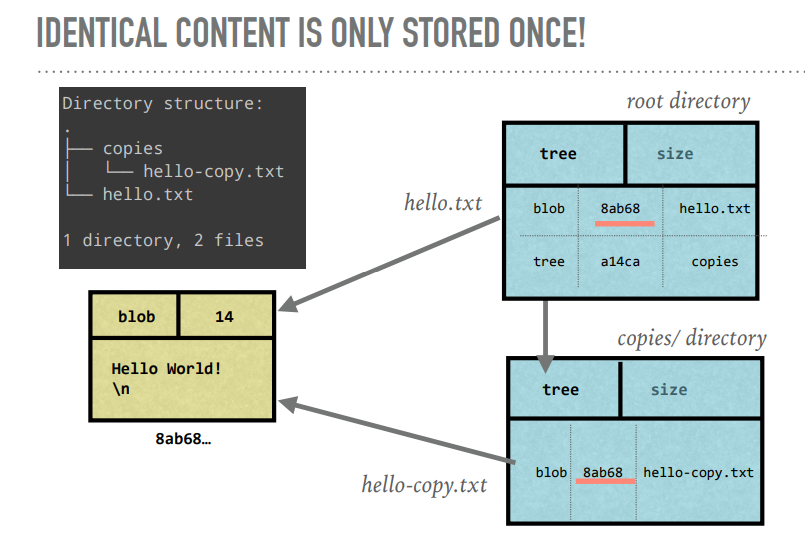 IDENTICAL CONTENT IS ONLY STORED ONCE!
Directory structure:
.
├── copies
│   └── hello-copy.txt
└── hello.txt
1 directory, 2 files
root directory
tree size
blob 8ab68 hello.txt
tree a14ca copies
hello.txt
blob 14
Hello World!
\n
8ab68…
copies/ directory
tree size
blob 8ab68 hello-copy.txt
hello-copy.txt